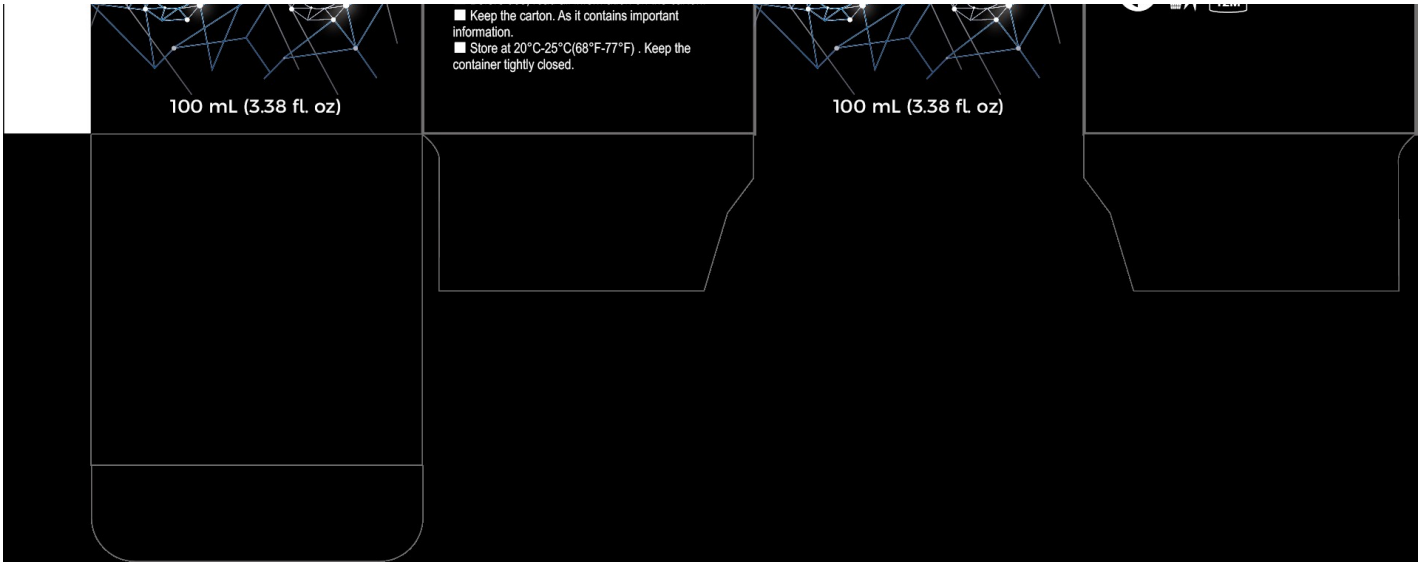 ■ Keep the carton. As it contains important
information.
■ Store at 20°C-25°C(68°F-77°F) . Keep the
container tightly closed.
100 mL (3.38 fl. oz)
100 mL (3.38 fl. oz)
12M